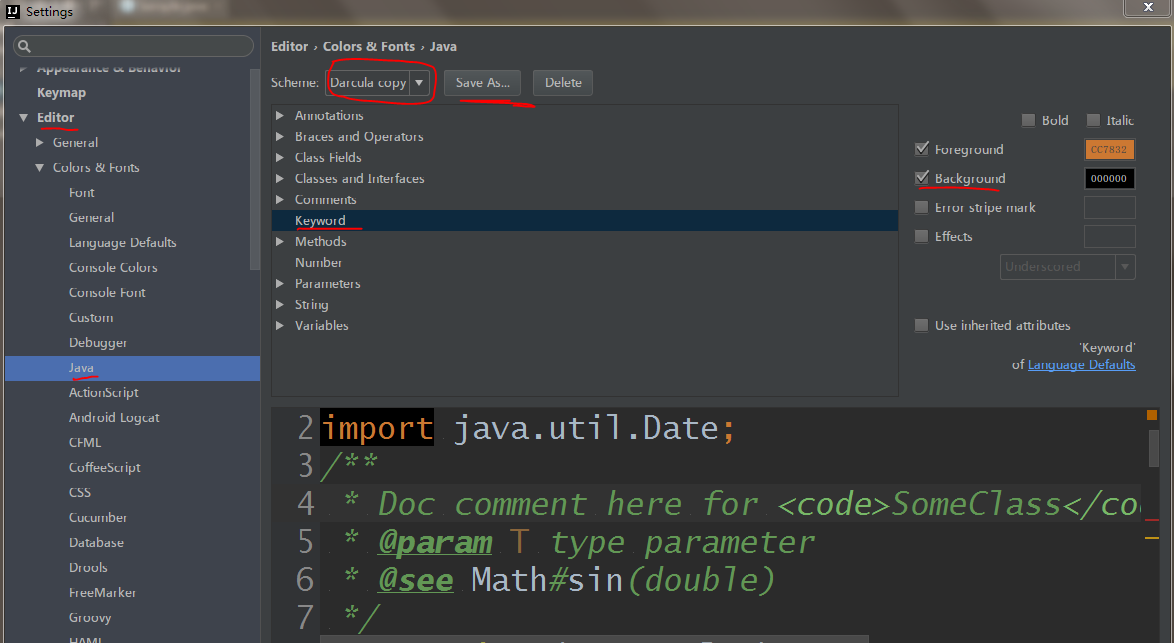 Settings
X
Appearance & Behavior
Keymap
Editor
General
Colors & Fonts
Font
General
Language Defaults
Console Colors
Console Font
Custom
Debugger
Java
ActionScript
Android Logcat
CFML
CoffeeScript
CSS
Cucumber
Database
Drools
FreeMarker
Groovy
HAML
Editor › Colors & Fonts › Java
Scheme: Darcula copy Save As... Delete
Annotations
Braces and Operators
Class Fields
Classes and Interfaces
Comments
Keyword
Methods
Number
Parameters
String
Variables
Bold Italic
Foreground CC7832
Background 000000
Error stripe mark
Effects
Underscored
Use inherited attributes
'Keyword'
of Language Defaults
2 import java.util.Date;
3 /**
4 * Doc comment here for <code>SomeClass</co
5 * @param T type parameter
6 * @see Math#sin(double)
7 */